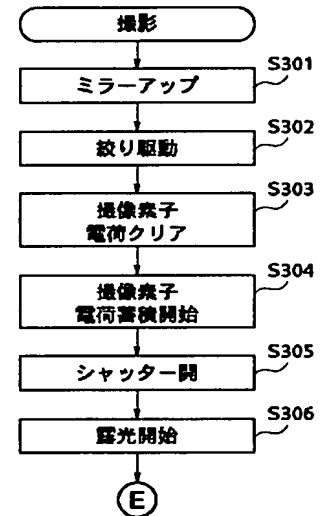 撮影
S301
ミラーアップ
S302
絞り駆動
S303
撮像素子
電荷クリア
S304
撮像素子
電荷蓄積開始
S305
シャッター開
S306
露光開始
E